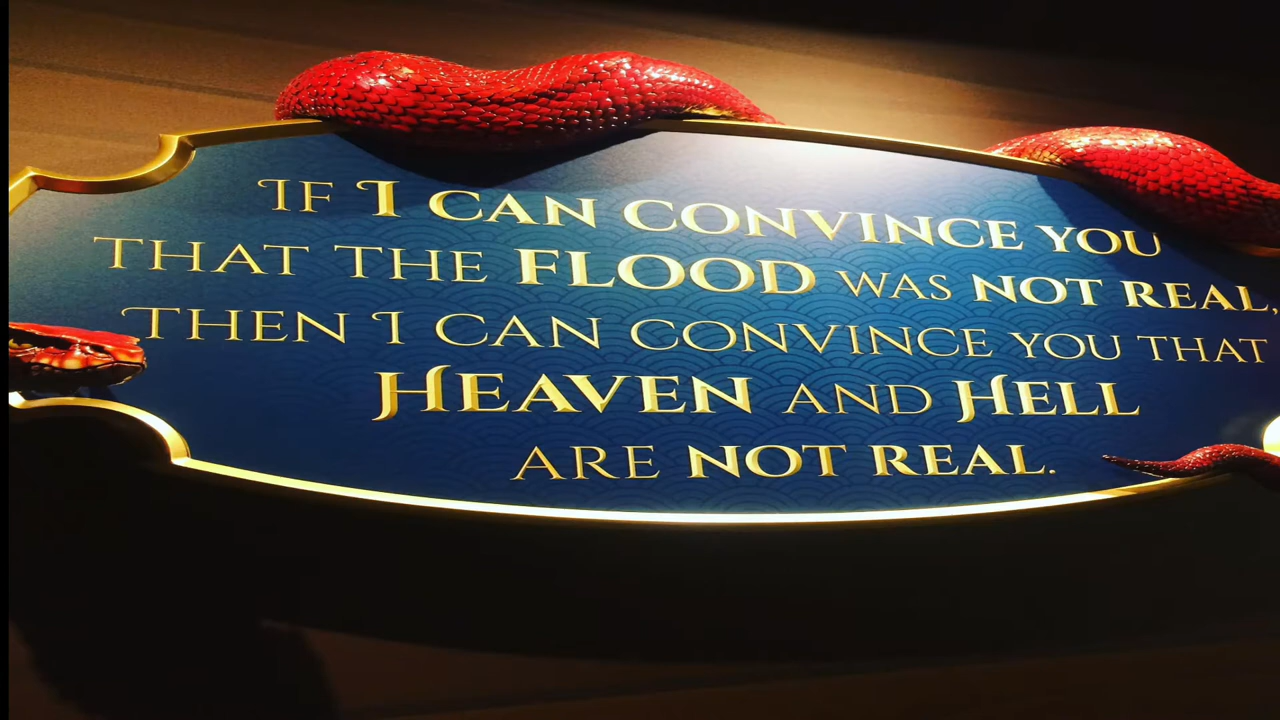 If I can convince you
that the Flood was not real,
Then I can convince you that
Heaven and Hell
are not real.